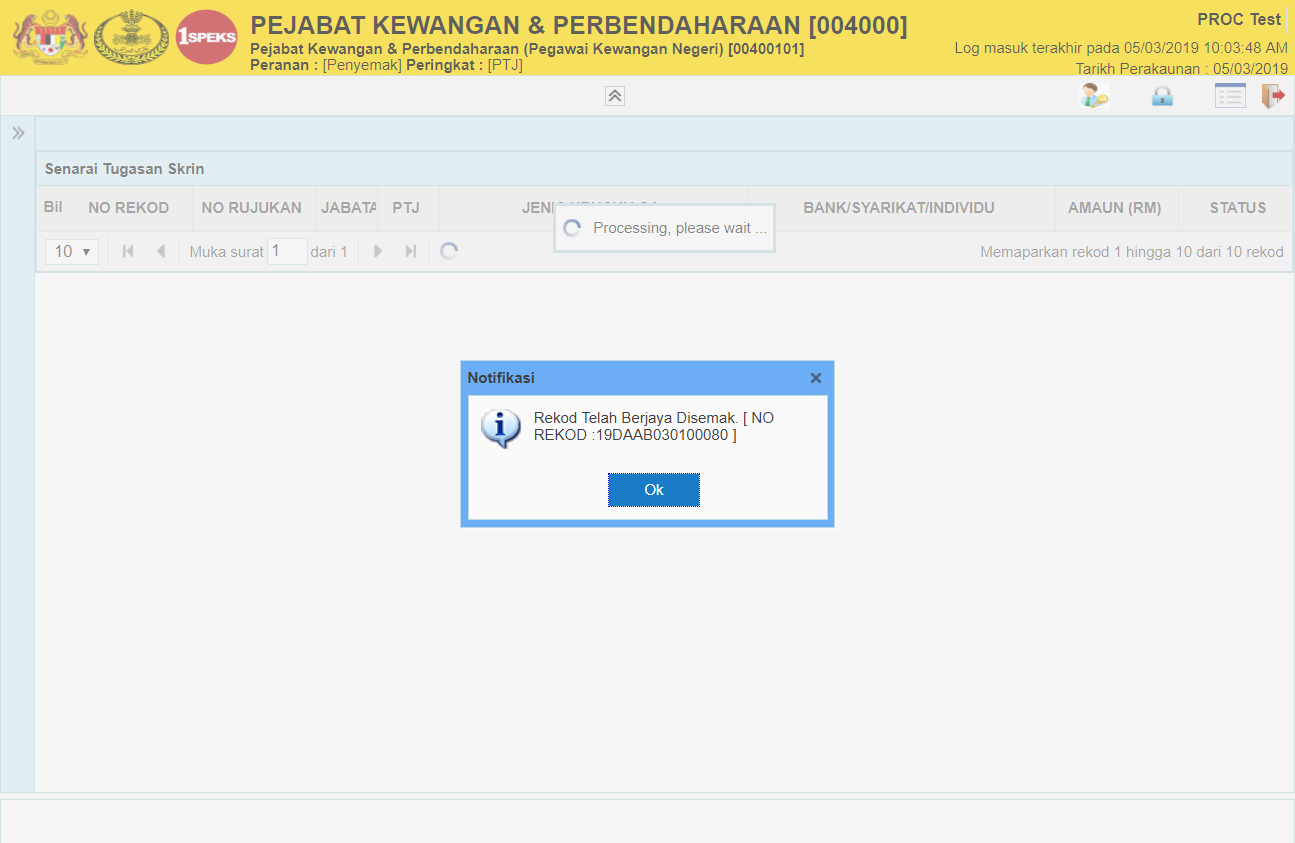 1SPEKS
PEJABAT KEWANGAN & PERBENDAHARAAN [004000]
Pejabat Kewangan & Perbendaharaan (Pegawai Kewangan Negeri) [00400101]
Peranan : [Penyemak] Peringkat : [PTJ]
PROC Test
Log masuk terakhir pada 05/03/2019 10:03:48 AM
Tarikh Perakaunan : 05/03/2019
Senarai Tugasan Skrin
Bil NO REKOD NO RUJUKAN JABATA PTJ BANK/SYARIKAT/INDIVIDU AMAUN (RM) STATUS
Processing, please wait ...
10 Muka surat 1 dari 1 Memaparkan rekod 1 hingga 10 dari 10 rekod
Notifikasi
Rekod Telah Berjaya Disemak. [ NO
REKOD :19DAAB030100080 ]
Ok